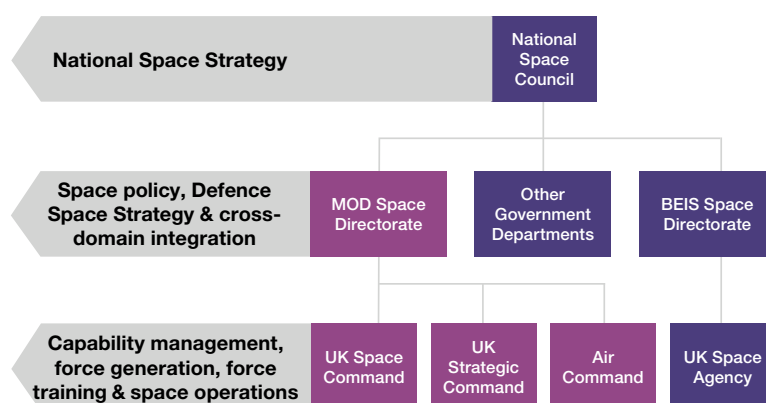 National Space Strategy
National
Space
Council
Space policy, Defence
Space Strategy & cross-
domain integration
MOD Space
Directorate
Other
Government
Departments
BEIS Space
Directorate
Capability management,
force generation, force
training & space operations
UK Space
Command
UK
Strategic
Command
Air
Command
UK Space
Agency